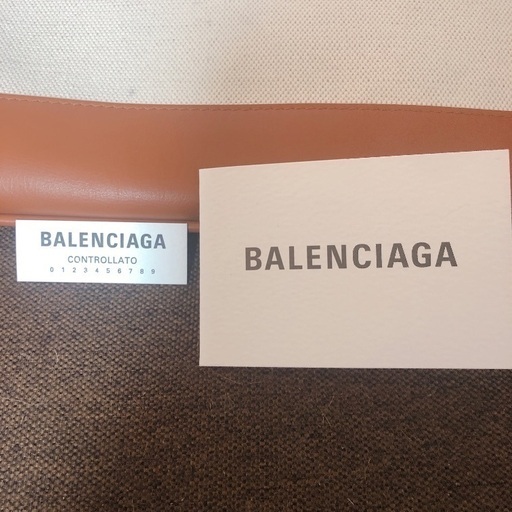 BALENCIAGA
CONTROLLATO
0 1 2 3 4 5 6 7 8 9
BALENCIAGA